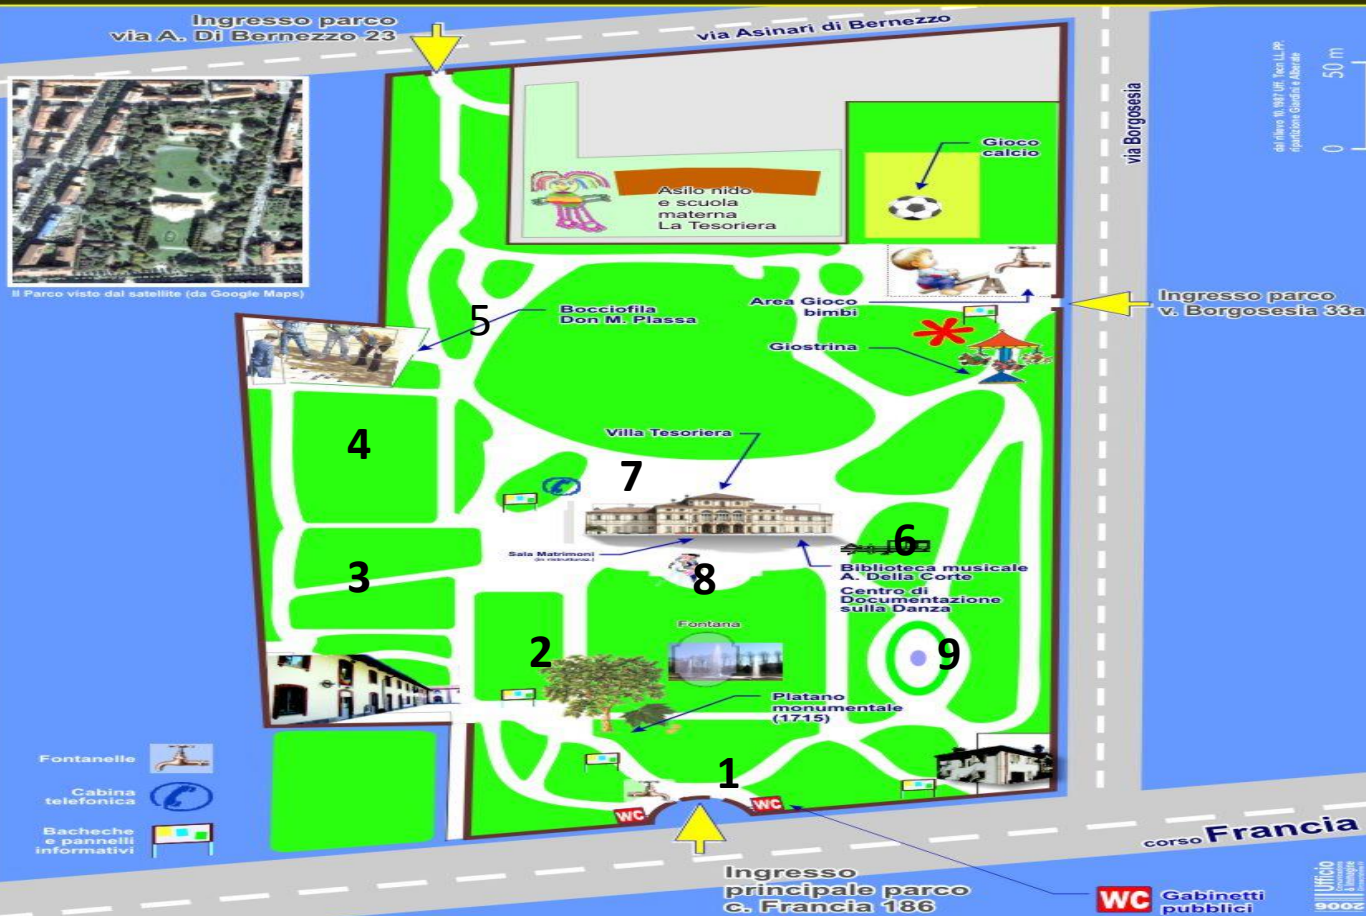 Ingresso parco
via A. Di Bernezzo 23
via Asinari di Bernezzo
via Borgosesia
50 m
0
Il Parco visto dal satellite (da Google Maps)
Asilo nido
e scuola
materna
La Tesoriera
Gioco
calcio
Area Gioco
bimbi
Ingresso parco
v. Borgosesia 33a
Giostrina
5
Bocciofila
Don M. Plassa
4
Villa Tesoriera
7
Sala Matrimoni
6
Biblioteca musicale
A. Della Corte
Centro di
Documentazione
sulla Danza
3
8
Fontana
2
9
Platano
monumentale
(1715)
1
Fontanelle
Cabina
telefonica
Bacheche
e pannelli
informativi
WC
WC
corso Francia
Ingresso
principale parco
c. Francia 186
WC Gabinetti
pubblici
Ufficio